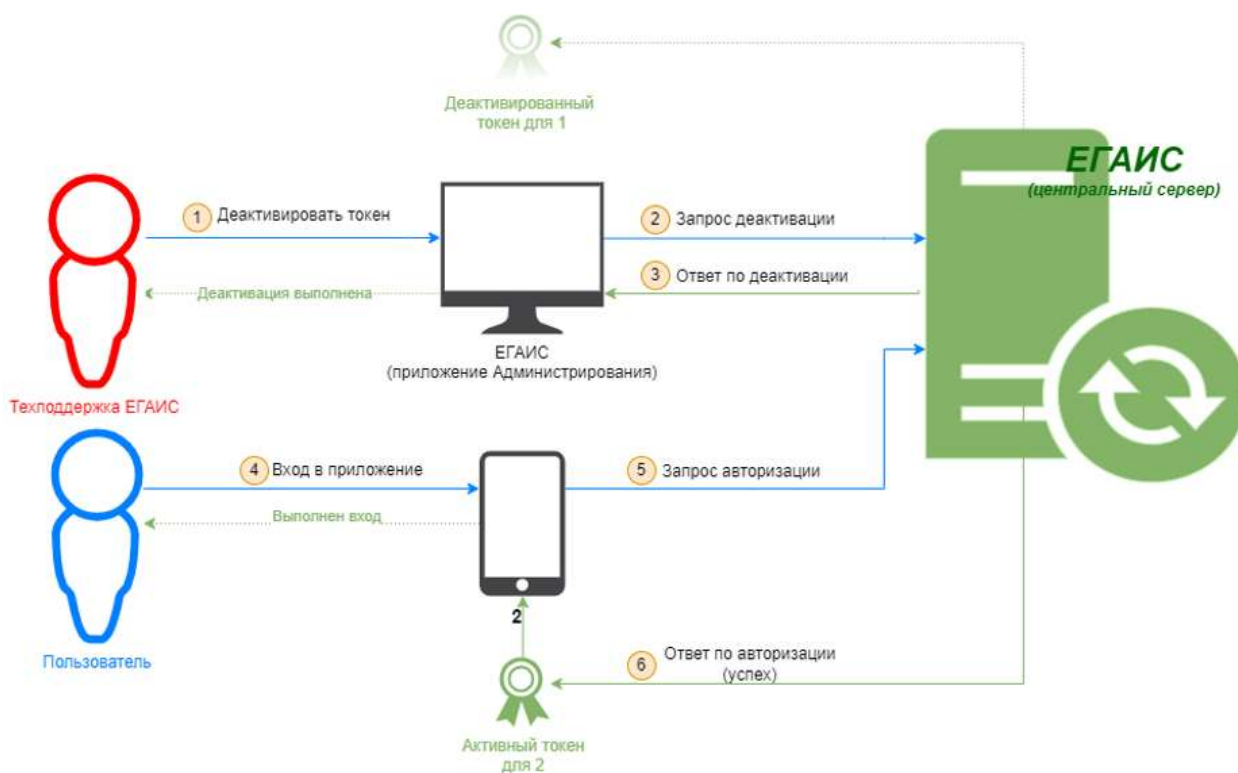 Деактивированный
токен для 1
ЕГАИС
(центральный сервер)
1 Деактивировать токен
2 Запрос деактивации
3 Ответ по деактивации
Деактивация выполнена
ЕГАИС
(приложение Администрирования)
Техподдержка ЕГАИС
4 Вход в приложение
5 Запрос авторизации
Выполнен вход
2
6 Ответ по авторизации
(успех)
Пользователь
Активный токен
для 2